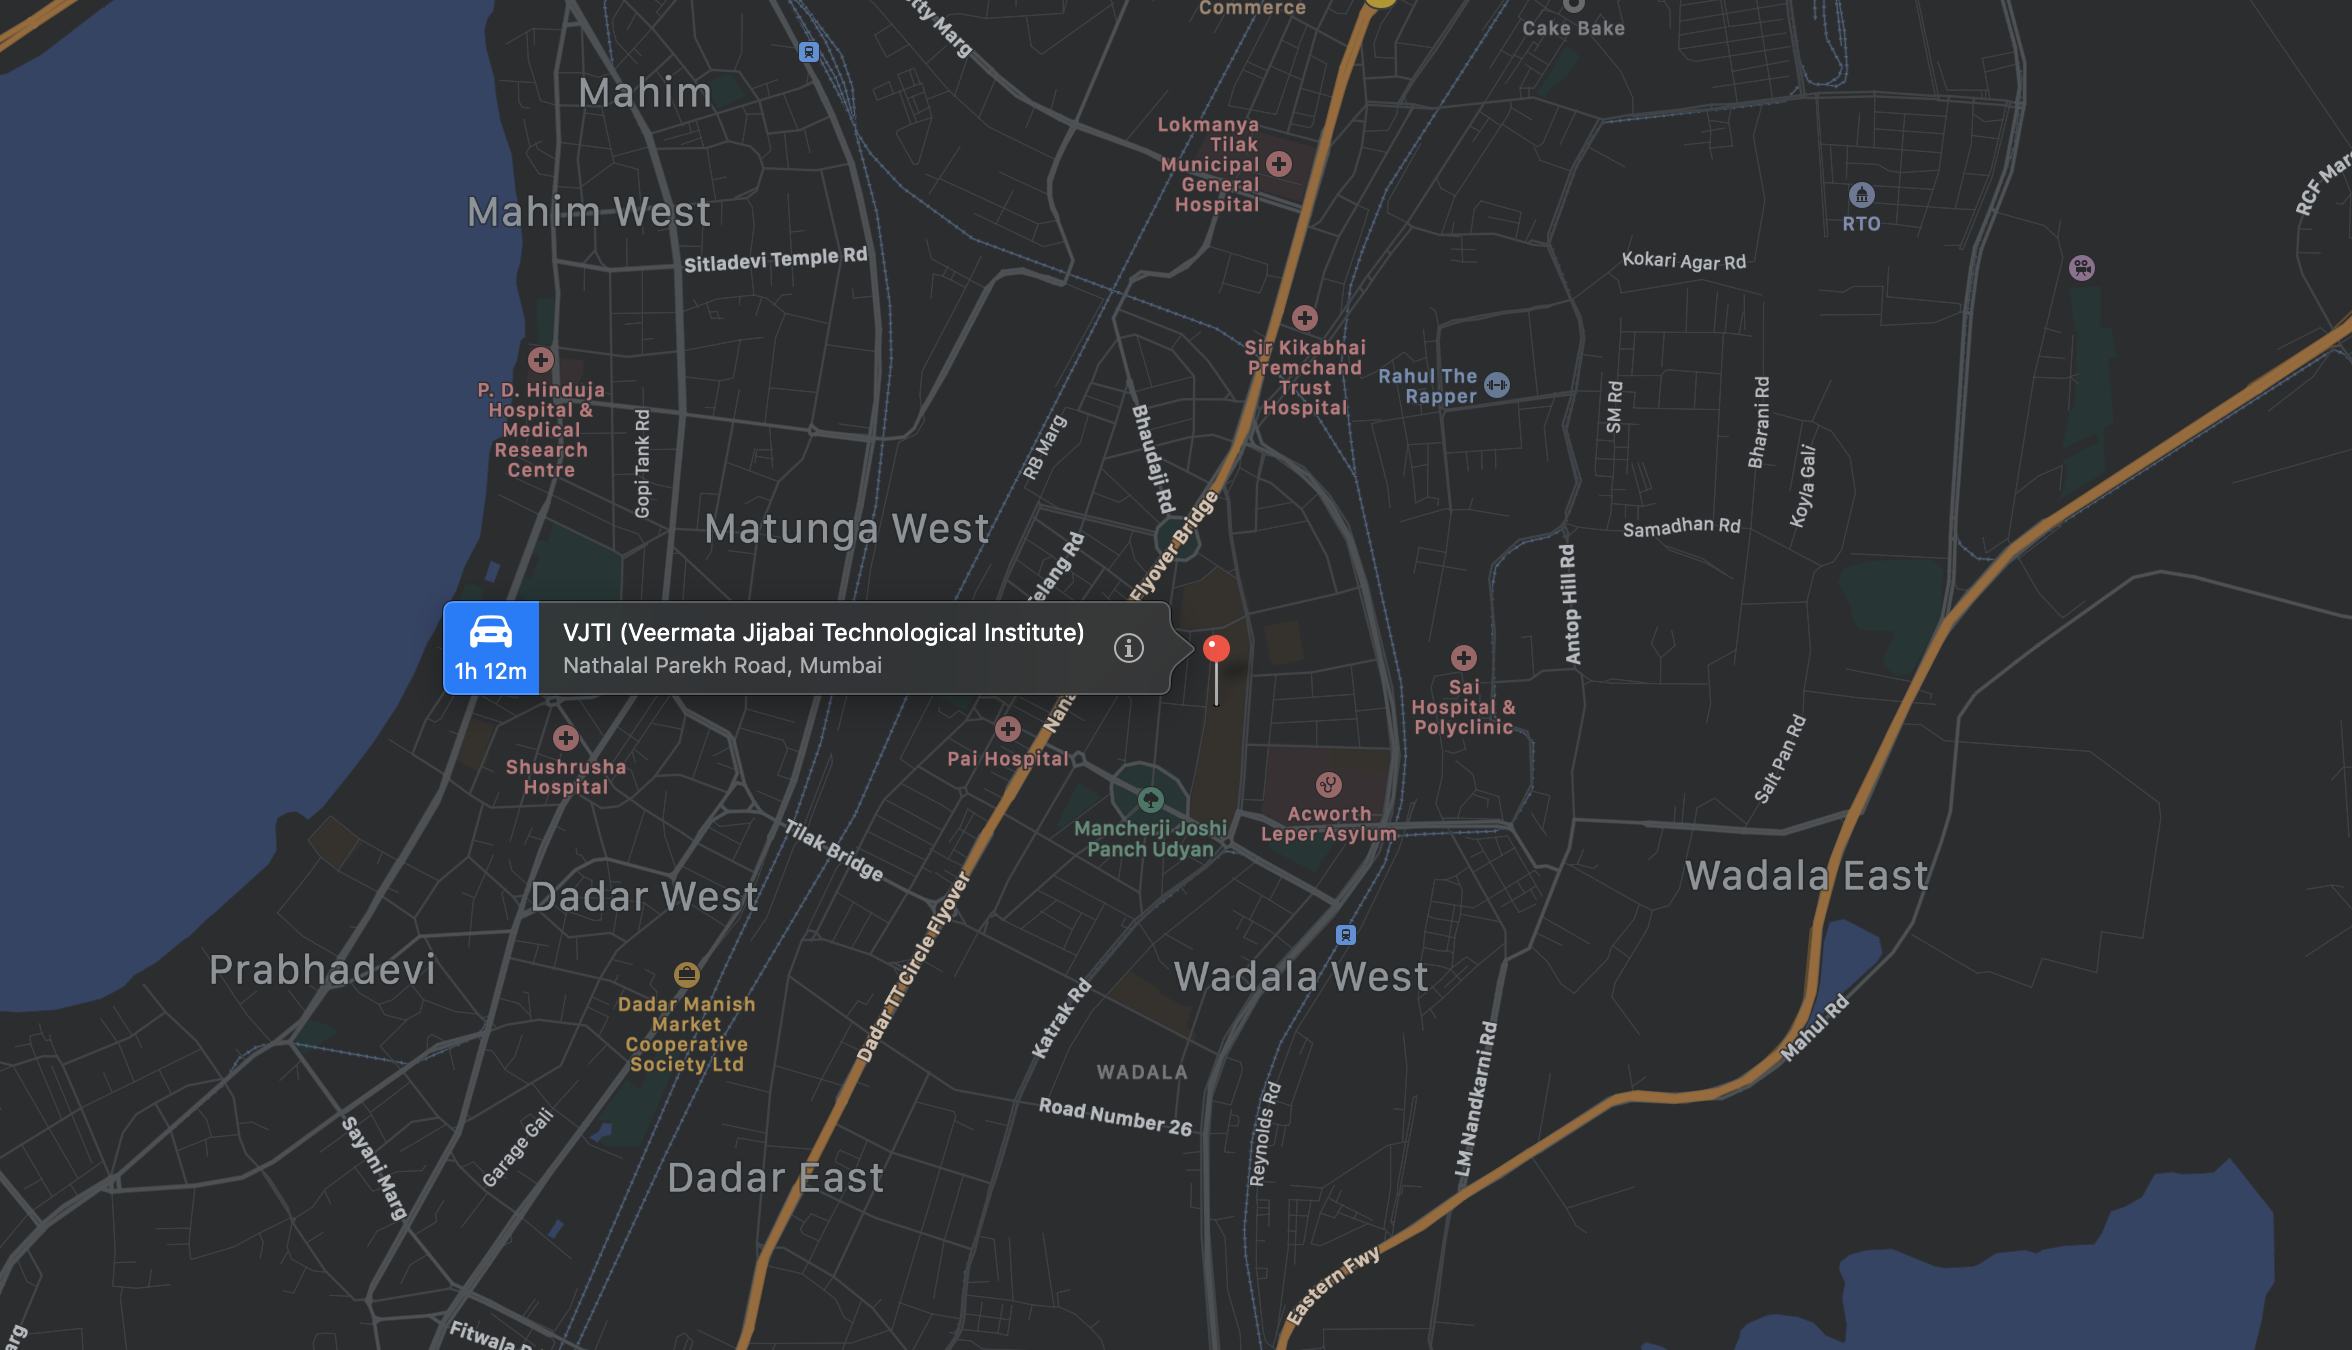 Commerce
Cake Bake
Marg
Mahim
Lokmanya
Tilak
Municipal
General
Hospital
RCF
Mahim West
RTO
Sitladevi Temple Rd
Kokari Agar Rd
Sir Kikabhai
Premchand
Trust
Hospital
Rahul The
Rapper
P. D. Hinduja
Hospital &
Medical
Research
Centre
Gopi Tank Rd
RB Marg
Bhaudaji Rd
SM Rd
Bharani Rd
Koyla Gali
Matunga West
Samadhan Rd
Flyover Bridge
Telang Rd
Antop Hill Rd
1h 12m
VJTI (Veermata Jijabai Technological Institute)
Nathalal Parekh Road, Mumbai
Sai
Hospital &
Polyclinic
Shushrusha
Hospital
Pai Hospital
Salt Pan Rd
Mancherji Joshi
Panch Udyan
Acworth
Leper Asylum
Tilak Bridge
Dadar West
Wadala East
Prabhadevi
Dadar TT Circle Flyover
Wadala West
Dadar Manish
Market
Cooperative
Society Ltd
Katrak Rd
Mahul Rd
WADALA
Road Number 26
Reynolds Rd
LM Nandkarni Rd
Sayani Marg
Garage Gali
Dadar East
Eastern Fwy
Fitwala